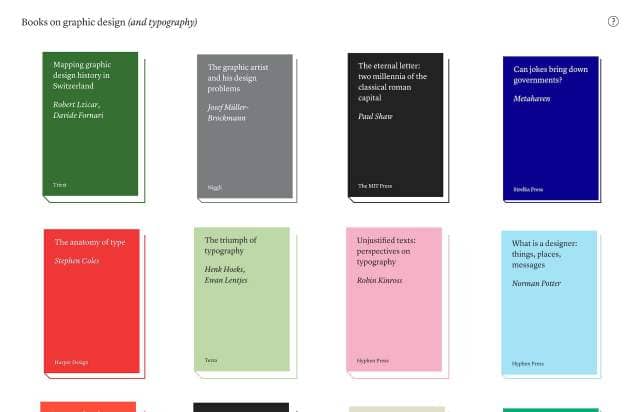 Books on graphic design (and typography)
?
Mapping graphic
design history in
Switzerland
Robert Lzicar,
Davide Fornari
Triest
The graphic artist
and his design
problems
Josef Müller-
Brockmann
Niggli
The eternal letter:
two millennia of the
classical roman
capital
Paul Shaw
The MIT Press
Can jokes bring down
governments?
Metahaven
Strelka Press
The anatomy of type
Stephen Coles
Harper Design
The triumph of
typography
Henk Hoeks,
Ewan Lentjes
Terra
Unjustified texts:
perspectives on
typography
Robin Kinross
Hyphen Press
What is a designer:
things, places,
messages
Norman Potter
Hyphen Press